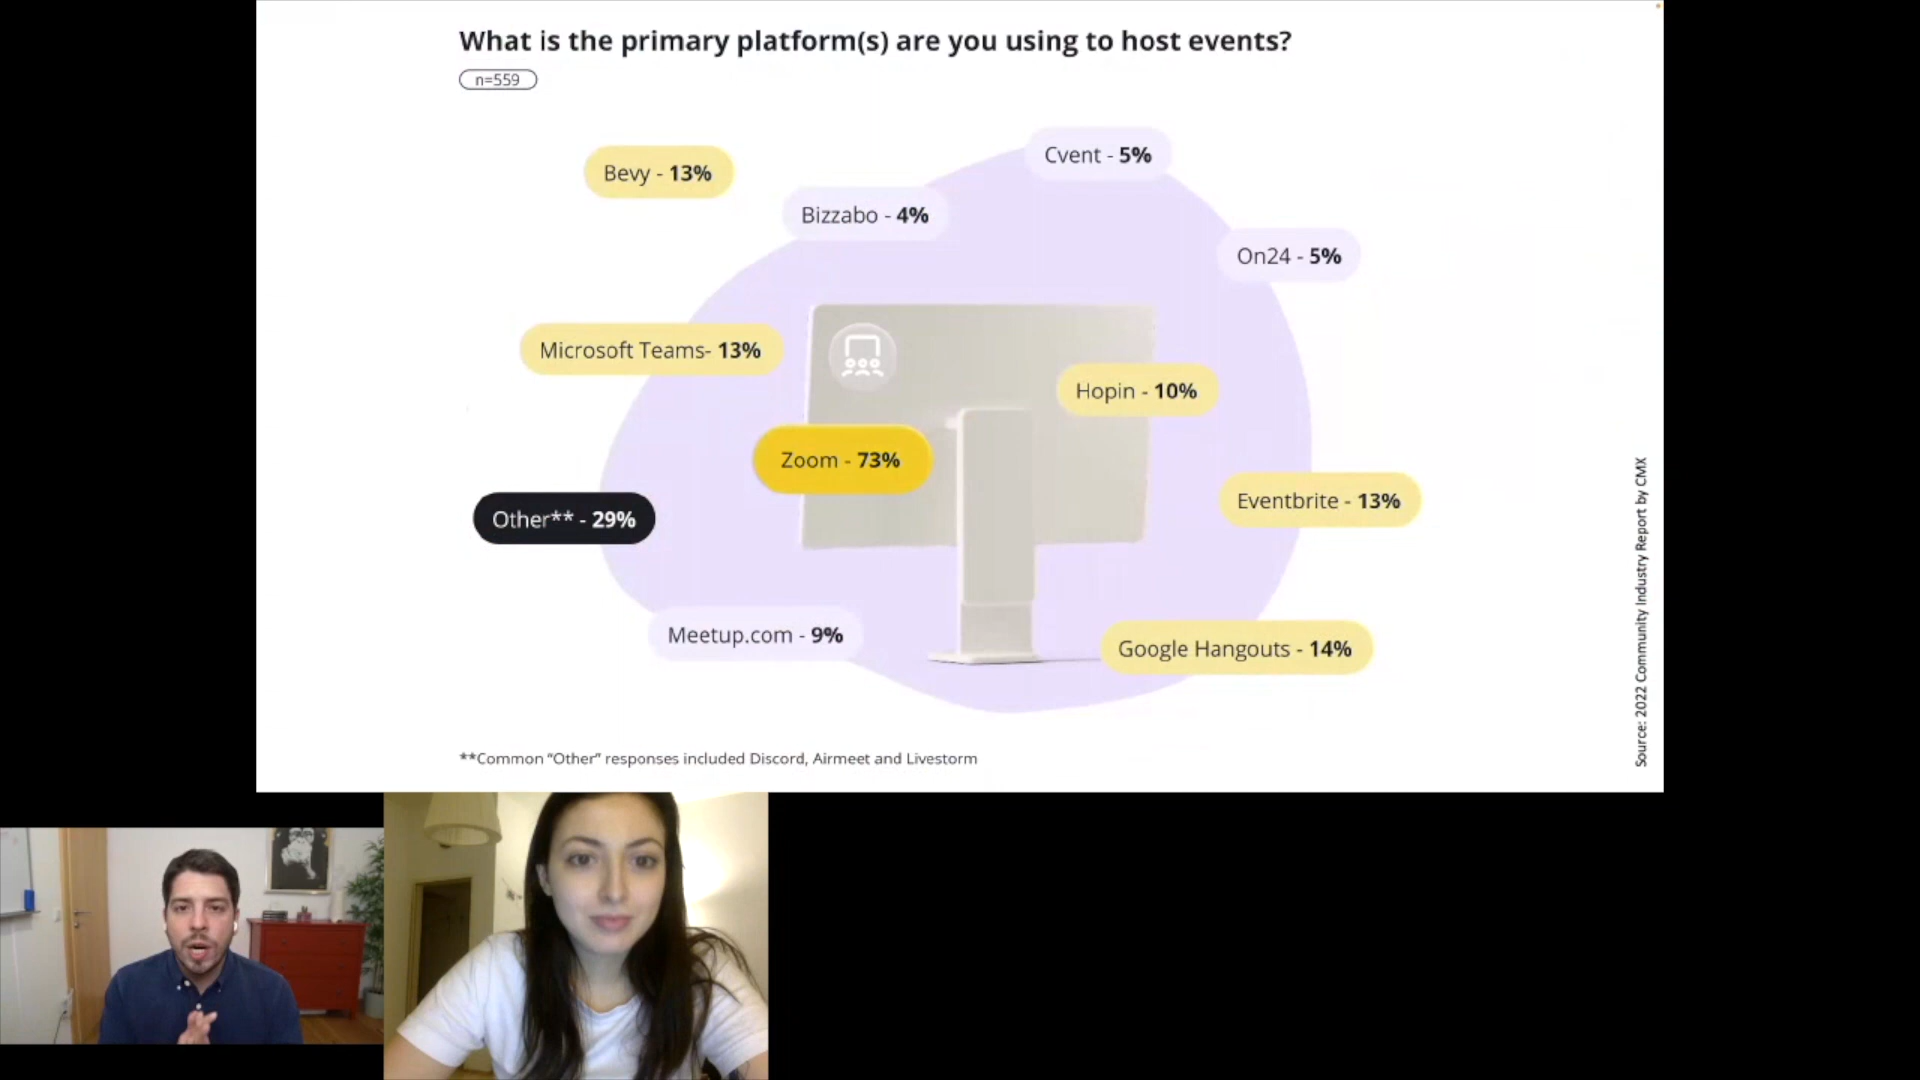 What is the primary platform(s) are you using to host events?
n=559
Cvent - 5%
Bevy - 13%
Bizzabo - 4%
On24 - 5%
Microsoft Teams- 13%
Hopin - 10%
Zoom - 73%
Eventbrite - 13%
Other** - 29%
Meetup.com - 9%
Google Hangouts - 14%
**Common “Other” responses included Discord, Airmeet and Livestorm
Source: 2022 Community Industry Report by CMX